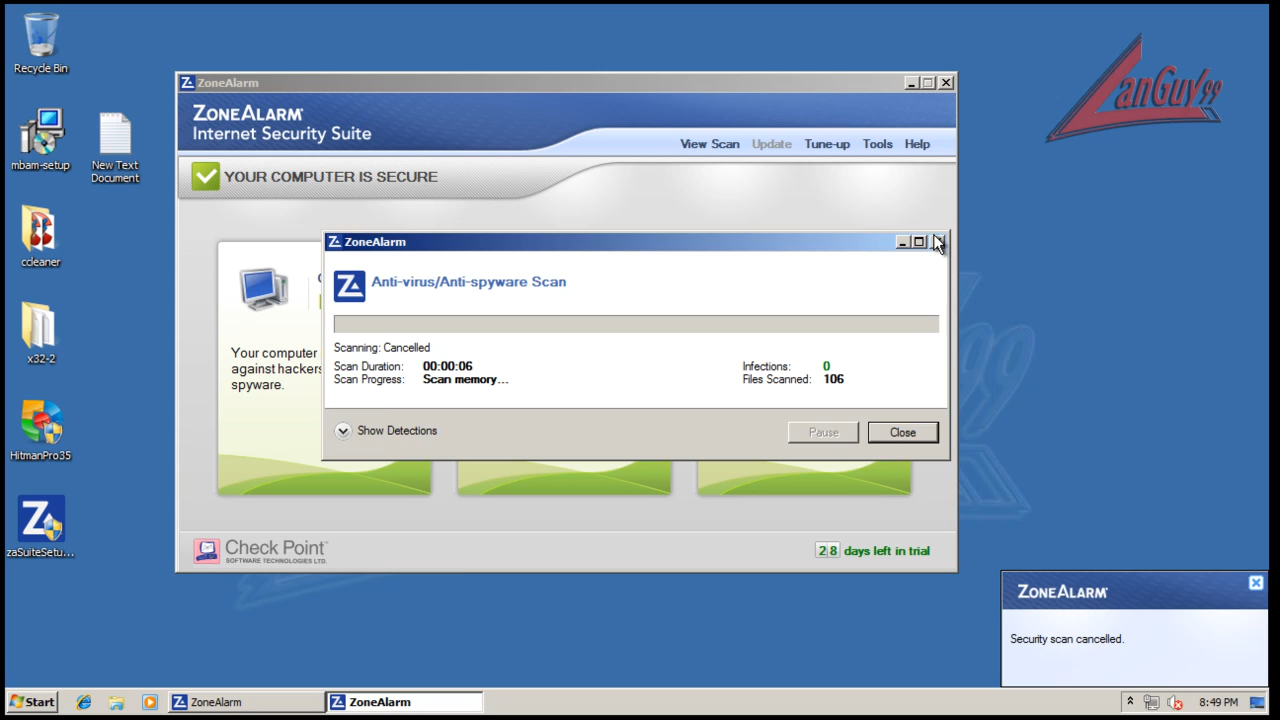 Recycle Bin
mbam-setup
New Text
Document
ccleaner
x32-2
HitmanPro35
zaSuiteSetu...
LanGuy99
ZoneAlarm
ZONEALARM
Internet Security Suite
View Scan Update Tune-up Tools Help
YOUR COMPUTER IS SECURE
Your computer
against hackers
spyware.
ZoneAlarm
Anti-virus/Anti-spyware Scan
Scanning: Cancelled
Scan Duration: 00:00:06
Infections: 0
Scan Progress: Scan memory...
Files Scanned: 106
Show Detections
Pause
Close
Check Point
SOFTWARE TECHNOLOGIES LTD.
28 days left in trial
ZONEALARM
Security scan cancelled.
Start
ZoneAlarm
ZoneAlarm
8:49 PM